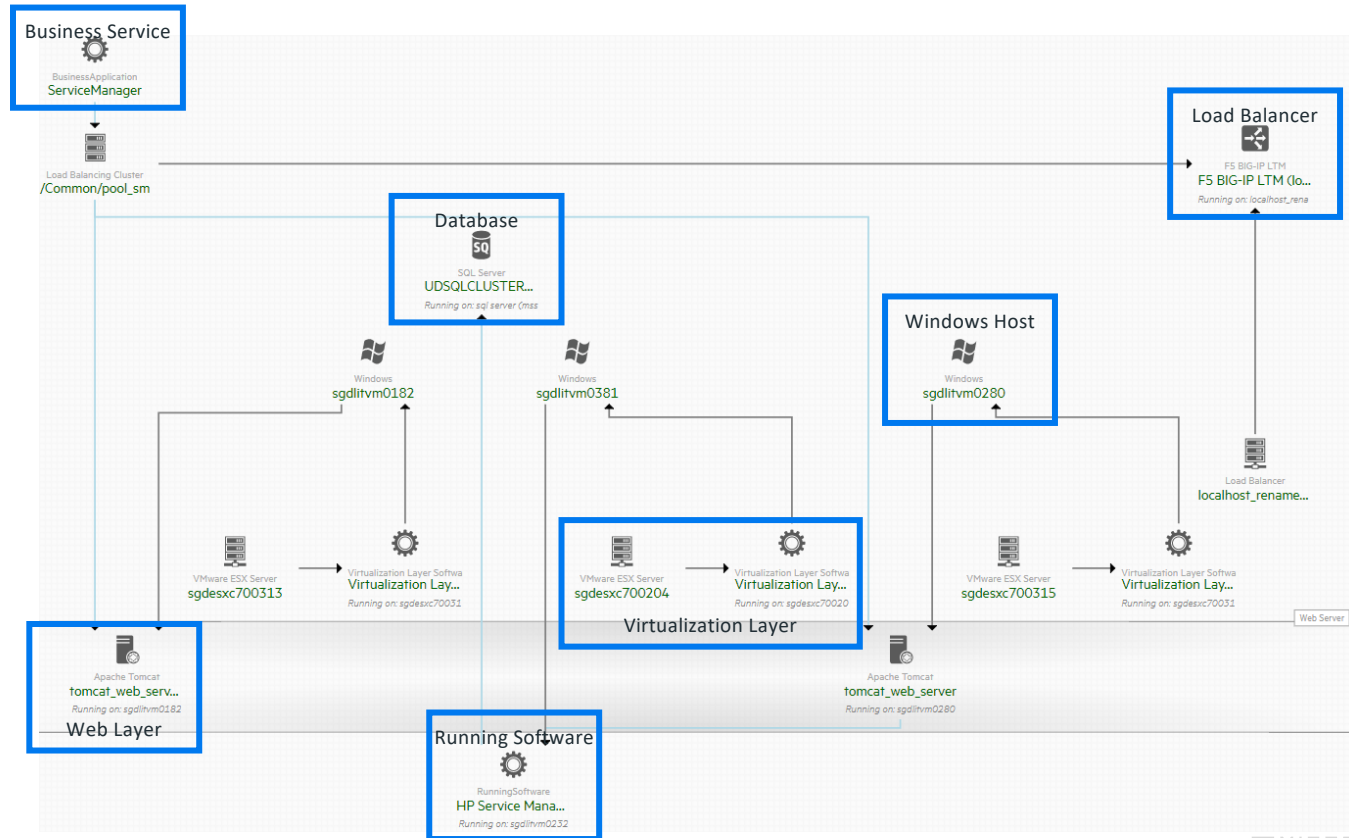 Business Service
BusinessApplication
ServiceManager
Load Balancing Cluster
/Common/pool_sm
Load Balancer
F5 BIG-IP LTM
F5 BIG-IP LTM (lo...
Running on: localhost_rena
Database
SQ
SQL Server
UDSQLCLUSTER...
Running on: sql server (mss
Windows
sgdlitvm0182
Windows
sgdlitvm0381
Windows Host
Windows
sgdlitvm0280
Load Balancer
localhost_rename...
VMware ESX Server
sgdesxc700313
Virtualization Layer Softwa
Virtualization Lay...
Running on: sgdesxc70031
VMware ESX Server
sgdesxc700204
Virtualization Layer Softwa
Virtualization Lay...
Running on: sgdesxc70020
Virtualization Layer
VMware ESX Server
sgdesxc700315
Virtualization Layer Softwa
Virtualization Lay...
Running on: sgdesxc70031
Web Server
Apache Tomcat
tomcat_web_serv...
Running on: sgdlitvm0182
Web Layer
Apache Tomcat
tomcat_web_server
Running on: sgdlitvm0280
Running Software
RunningSoftware
HP Service Mana...
Running on: sgdlitvm0232